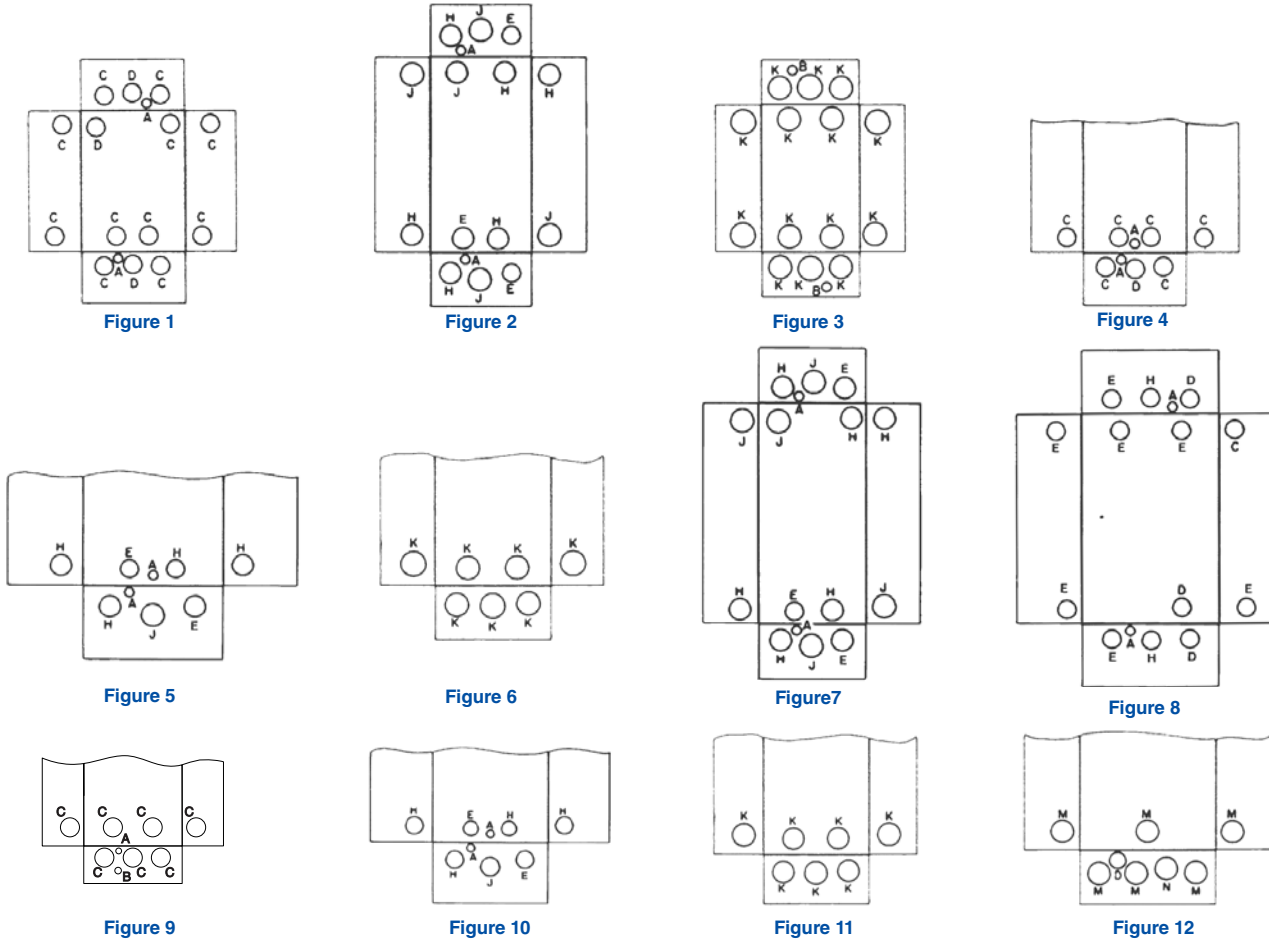 C D C
A
C D C C
C C C C
A
C D C
Figure 1
H J E
A
J J H H
H E H J
A
H J E
Figure 2
K B K K
K K K K
K K K K
K K K
B
Figure 3
C C C C
A
A
C D C
Figure 4
H E A H H
A
H J E
Figure 5
K K K K
K K K
Figure 6
H J E
A
J J H H
H E H J
A
H J E
Figure7
E H A D
E E E C
E D E
A
E H D
Figure 8
C C C C
A
C B C C
Figure 9
H E A H H
A
H J E
Figure 10
K K K K
K K K
Figure 11
M M M
D
M M N M
Figure 12